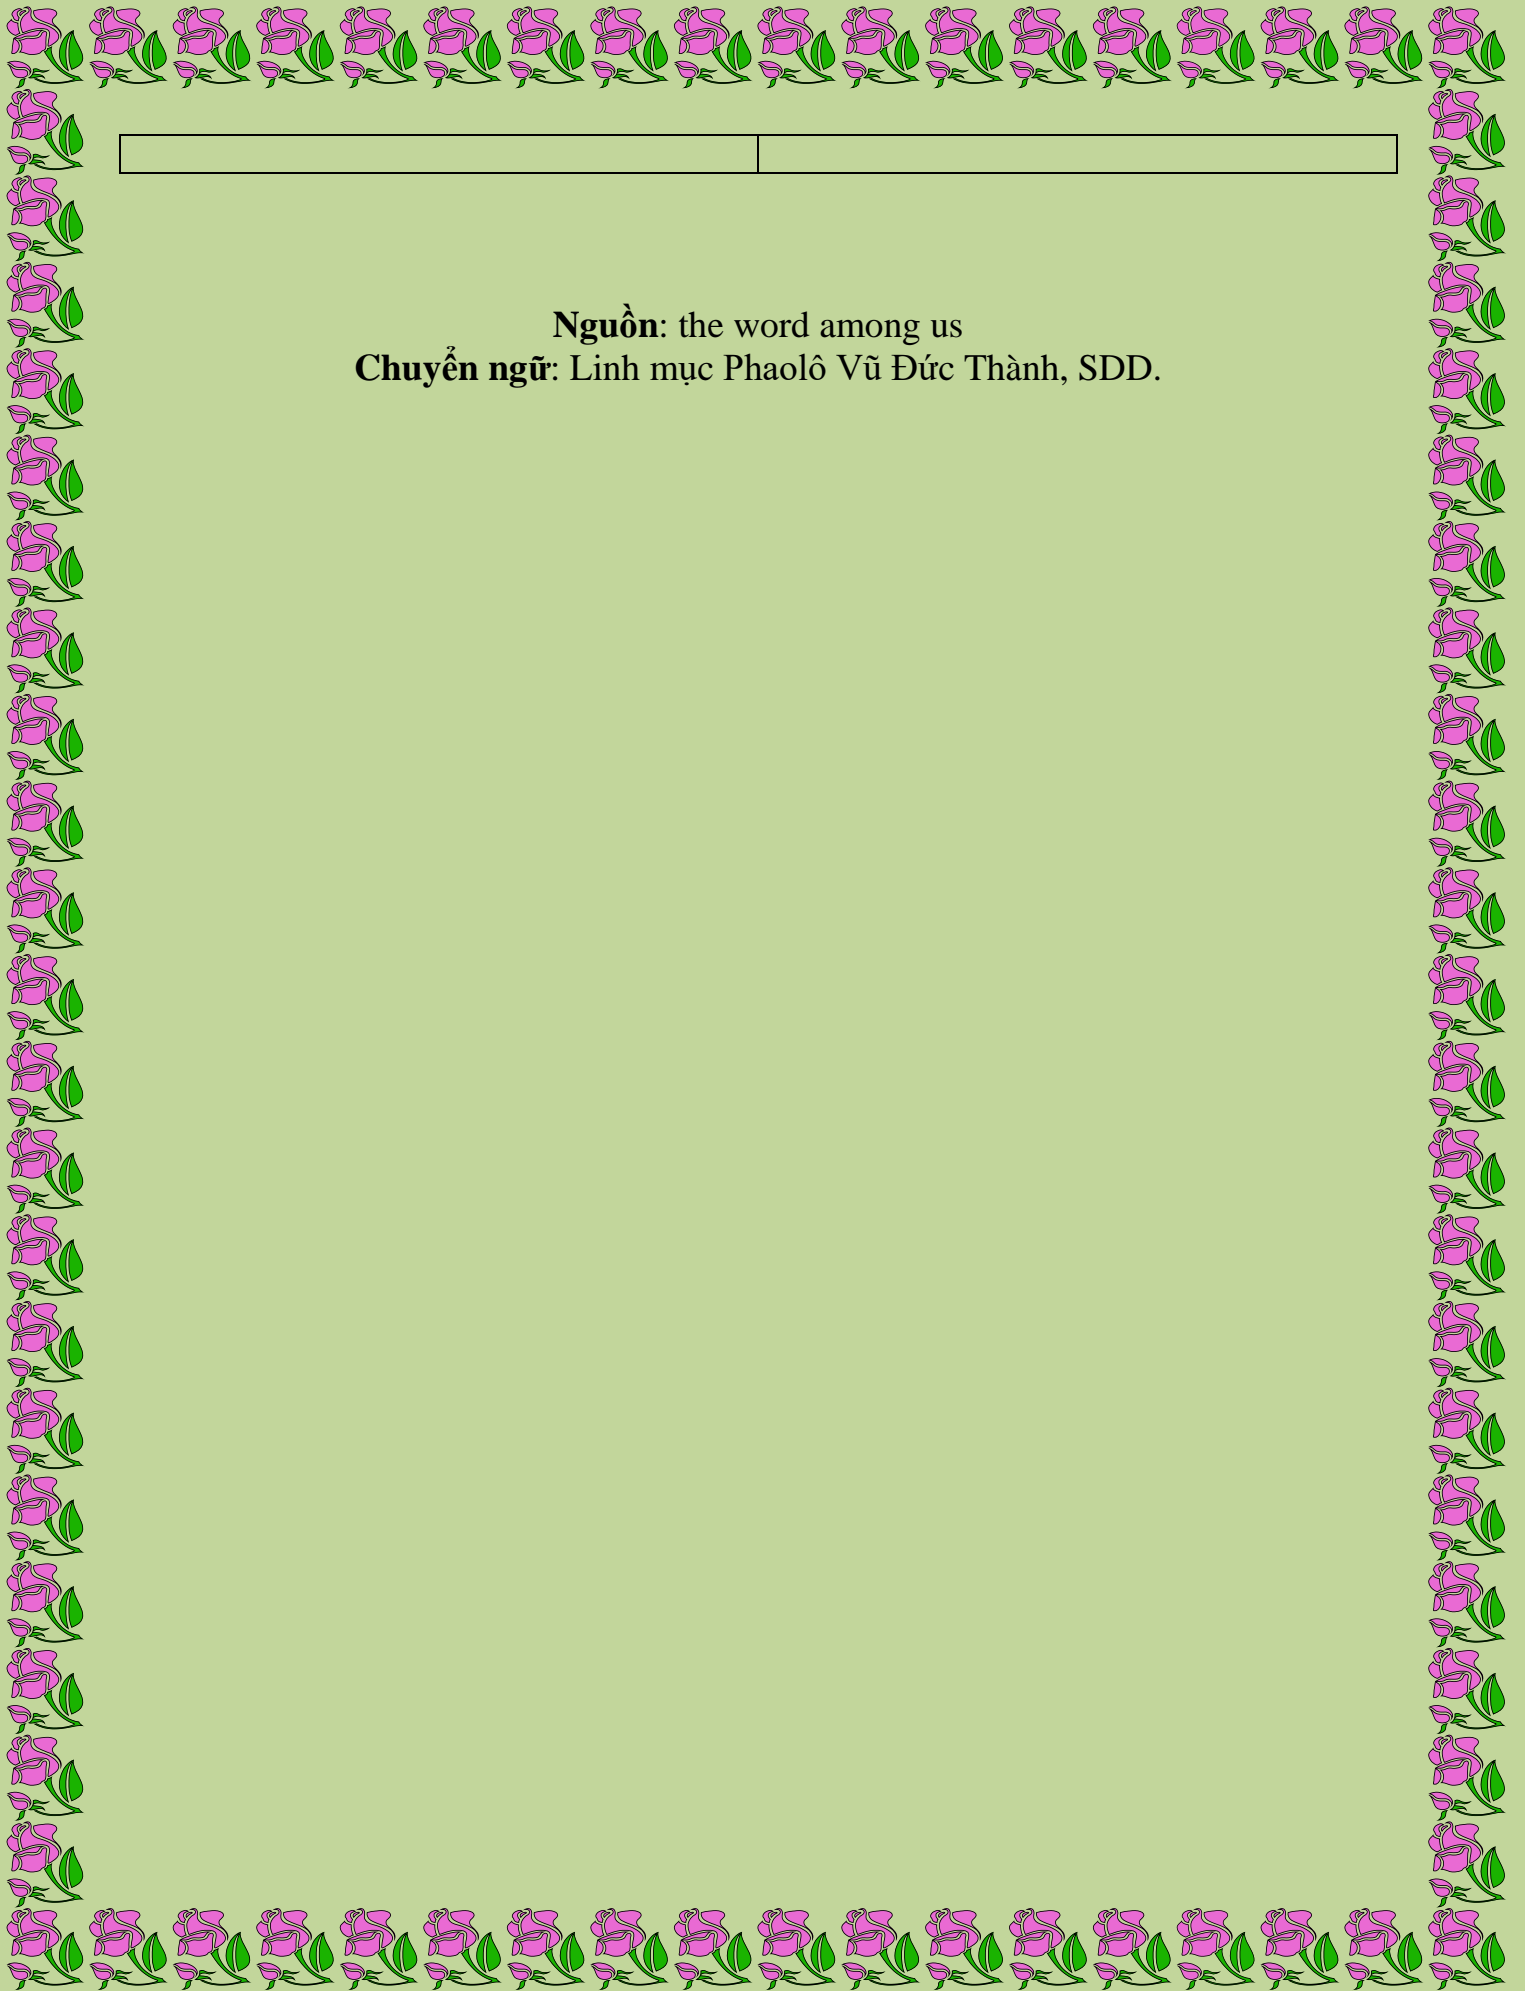 Nguồn: the word among us
Chuyển ngữ: Linh mục Phaolô Vũ Đức Thành, SDD.